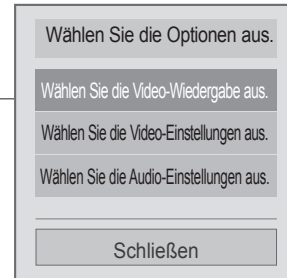 Wählen Sie die Optionen aus.
Wählen Sie die Video-Wiedergabe aus.
Wählen Sie die Video-Einstellungen aus.
Wählen Sie die Audio-Einstellungen aus.
Schließen